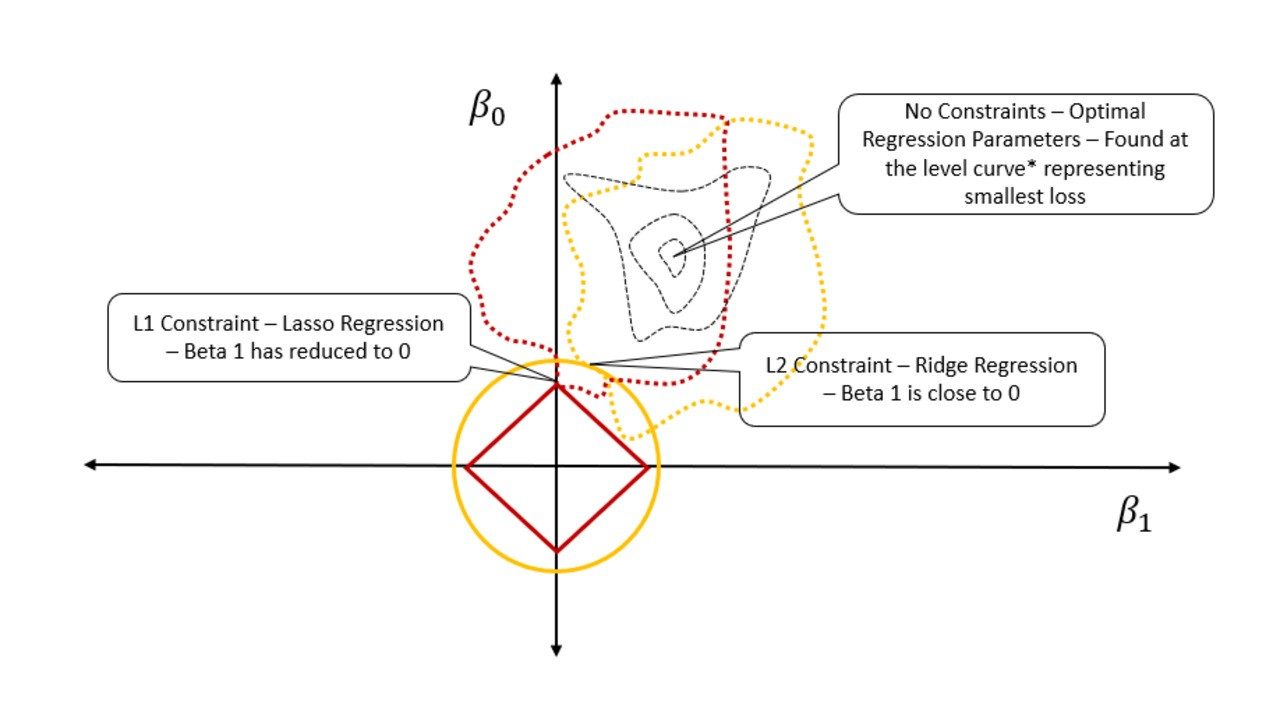 β₀
No Constraints – Optimal
Regression Parameters – Found at
the level curve* representing
smallest loss
L1 Constraint – Lasso Regression
– Beta 1 has reduced to 0
L2 Constraint – Ridge Regression
– Beta 1 is close to 0
β₁